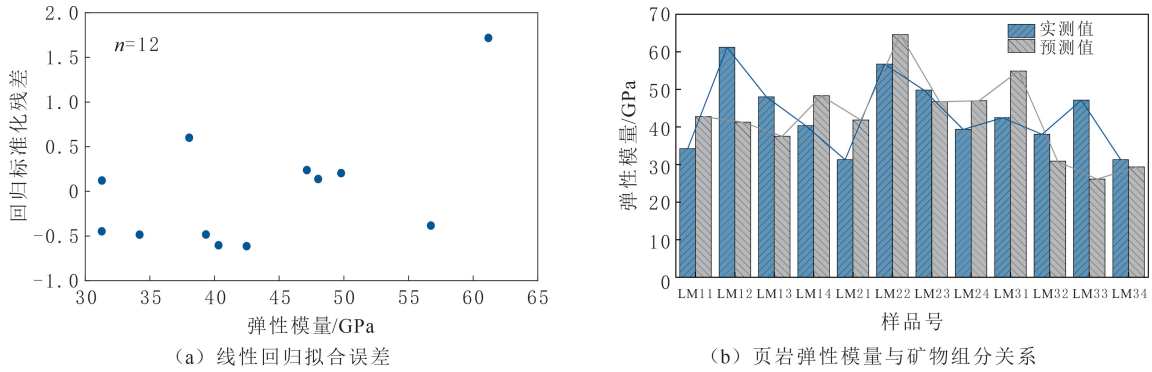 2.0
1.5
1.0
0.5
0
−0.5
−1.0
回归标准化残差
n=12
30 35 40 45 50 55 60 65
弹性模量/GPa
(a) 线性回归拟合误差
70
60
50
40
30
20
10
0
弹性模量/GPa
实测值
预测值
LM11 LM12 LM13 LM14 LM21 LM22 LM23 LM24 LM31 LM32 LM33 LM34
样品号
(b) 页岩弹性模量与矿物组分关系